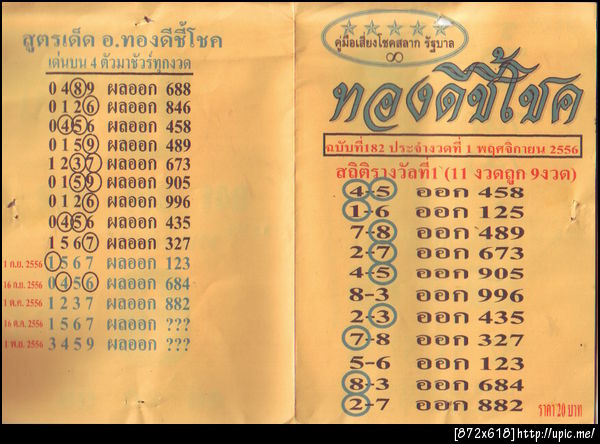 สูตรเด็ด อ.ทองดีชี้โชค
เด่นบน 4 ตัวมาชัวร์ทุกงวด
0 4 8 9 ผลออก 688
0 1 2 6 ผลออก 846
0 4 5 6 ผลออก 458
0 1 5 9 ผลออก 489
1 2 3 7 ผลออก 673
0 1 5 9 ผลออก 905
0 1 2 6 ผลออก 996
0 4 5 6 ผลออก 435
1 5 6 7 ผลออก 327
1 ก.ย. 2556 1 5 6 7 ผลออก 123
16 ก.ย. 2556 0 4 5 6 ผลออก 684
1 ต.ค. 2556 1 2 3 7 ผลออก 882
16 ต.ค. 2556 1 5 6 7 ผลออก ???
1 พ.ย. 2556 3 4 5 9 ผลออก ???
คู่มือเสี่ยงโชคสลาก รัฐบาล
ทองดีชี้โชค
ฉบับที่182 ประจำงวดที่ 1 พฤศจิกายน 2556
สถิติรางวัลที่1 (11 งวดถูก 9งวด)
4-5 ออก 458
1-6 ออก 125
7-8 ออก 489
2-7 ออก 673
4-5 ออก 905
8-3 ออก 996
2-3 ออก 435
7-8 ออก 327
5-6 ออก 123
8-3 ออก 684
2-7 ออก 882
ราคา 20 บาท
[872x618]http://upic.me/